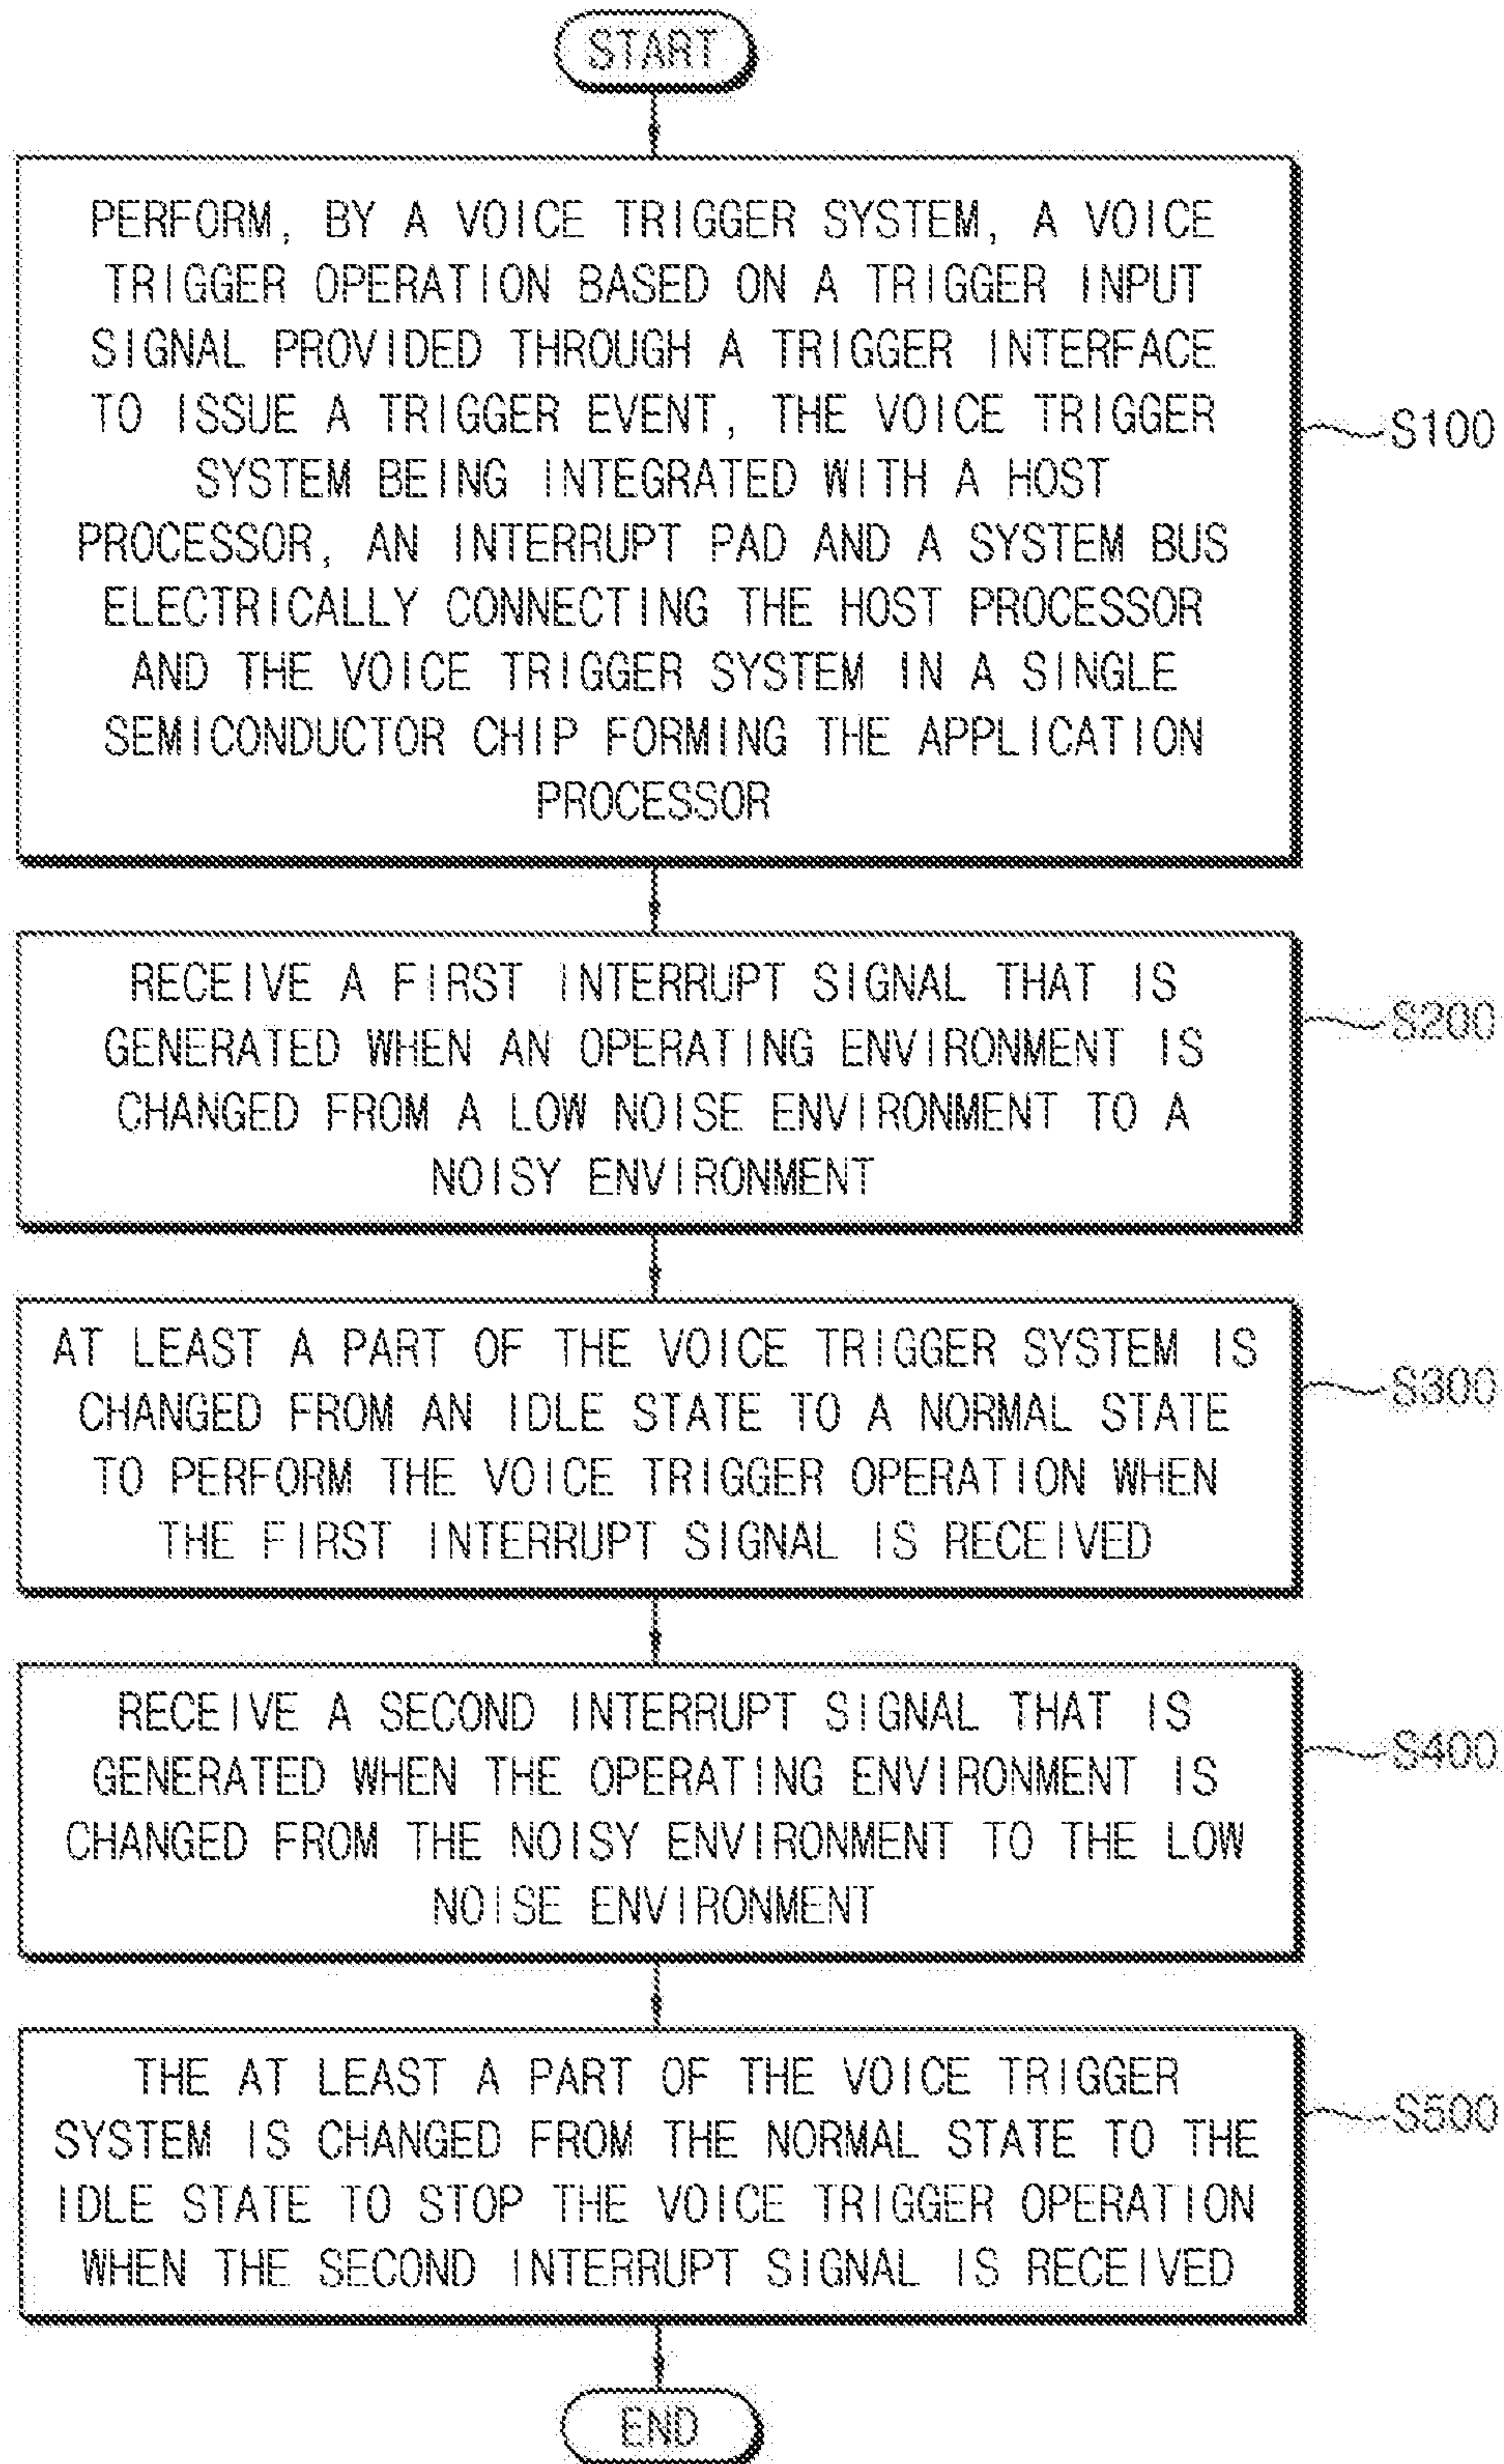 START
PERFORM, BY A VOICE TRIGGER SYSTEM, A VOICE
TRIGGER OPERATION BASED ON A TRIGGER INPUT
SIGNAL PROVIDED THROUGH A TRIGGER INTERFACE
TO ISSUE A TRIGGER EVENT, THE VOICE TRIGGER
SYSTEM BEING INTEGRATED WITH A HOST
PROCESSOR, AN INTERRUPT PAD AND A SYSTEM BUS
ELECTRICALLY CONNECTING THE HOST PROCESSOR
AND THE VOICE TRIGGER SYSTEM IN A SINGLE
SEMICONDUCTOR CHIP FORMING THE APPLICATION
PROCESSOR
S100
RECEIVE A FIRST INTERRUPT SIGNAL THAT IS
GENERATED WHEN AN OPERATING ENVIRONMENT IS
CHANGED FROM A LOW NOISE ENVIRONMENT TO A
NOISY ENVIRONMENT
S200
AT LEAST A PART OF THE VOICE TRIGGER SYSTEM IS
CHANGED FROM AN IDLE STATE TO A NORMAL STATE
TO PERFORM THE VOICE TRIGGER OPERATION WHEN
THE FIRST INTERRUPT SIGNAL IS RECEIVED
S300
RECEIVE A SECOND INTERRUPT SIGNAL THAT IS
GENERATED WHEN THE OPERATING ENVIRONMENT IS
CHANGED FROM THE NOISY ENVIRONMENT TO THE LOW
NOISE ENVIRONMENT
S400
THE AT LEAST A PART OF THE VOICE TRIGGER
SYSTEM IS CHANGED FROM THE NORMAL STATE TO THE
IDLE STATE TO STOP THE VOICE TRIGGER OPERATION
WHEN THE SECOND INTERRUPT SIGNAL IS RECEIVED
S500
END